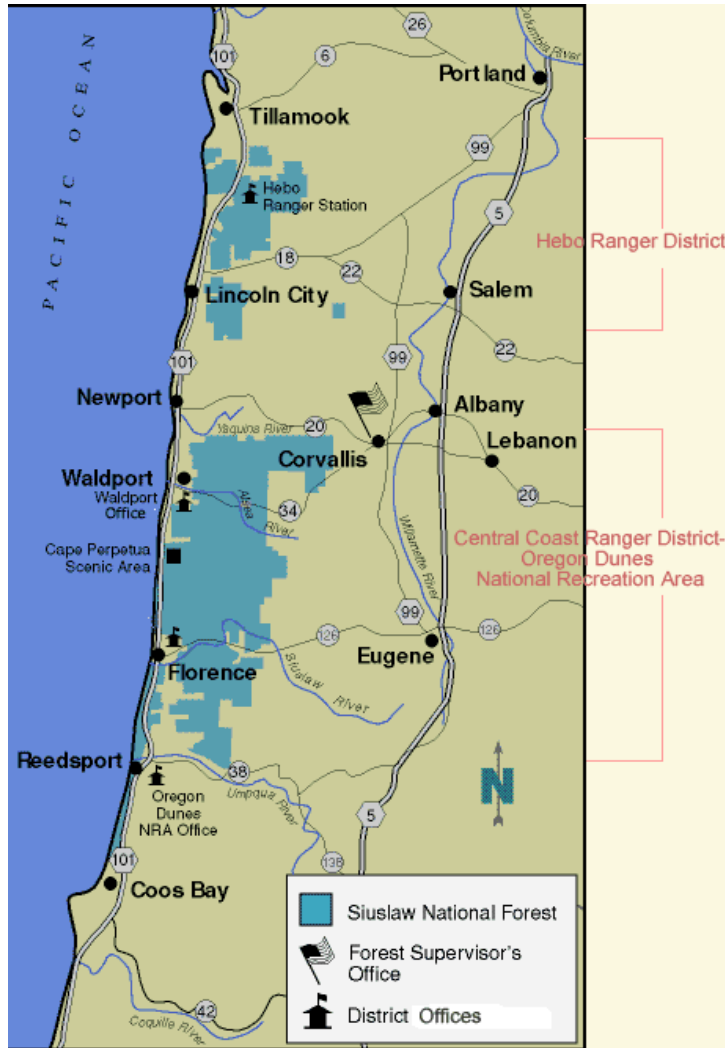 PACIFIC OCEAN
101
6
26
Columbia River
Portland
Tillamook
99
Hebo
Ranger Station
5
Hebo Ranger District
18
22
Lincoln City
Salem
101
99
22
Newport
Albany
Yaquina River
20
Corvallis
Lebanon
Waldport
Waldport
Office
Alsea
River
34
20
Cape Perpetua
Scenic Area
Willamette River
Central Coast Ranger District-
Oregon Dunes
National Recreation Area
99
126
126
Florence
Siuslaw
River
Eugene
Reedsport
38
Umpqua River
Oregon
Dunes
NRA Office
N
5
101
138
Coos Bay
Siuslaw National Forest
Forest Supervisor's
Office
District Offices
42
Coquille River